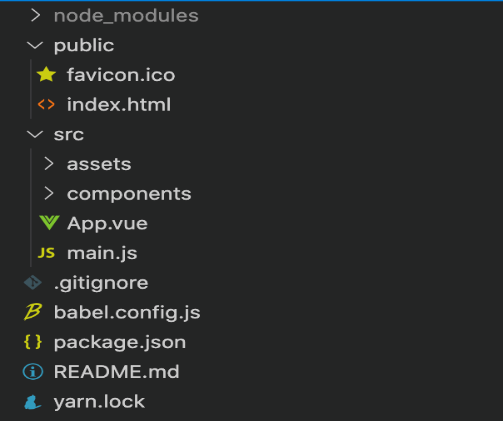 node_modules
public
favicon.ico
<> index.html
src
assets
components
App.vue
JS main.js
.gitignore
B babel.config.js
{} package.json
i README.md
yarn.lock